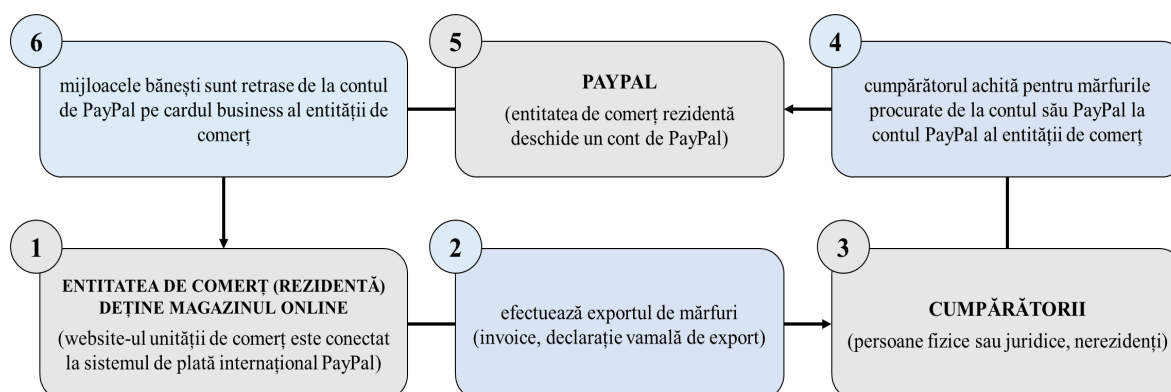 6
mijloacele bănești sunt retrase de la contul
de PayPal pe cardul business al entității de
comerț
5
PAYPAL
(entitatea de comerț rezidentă
deschide un cont de PayPal)
4
cumpărătorul achită pentru mărfurile
procurate de la contul său PayPal la
contul PayPal al entității de comerț
1
ENTITATEA DE COMERȚ (REZIDENTĂ)
DEȚINE MAGAZINUL ONLINE
(website-ul unității de comerț este conectat
la sistemul de plată internațional PayPal)
2
efectuează exportul de mărfuri
(invoice, declarație vamală de export)
3
CUMPĂRĂTORII
(persoane fizice sau juridice, nerezidenți)